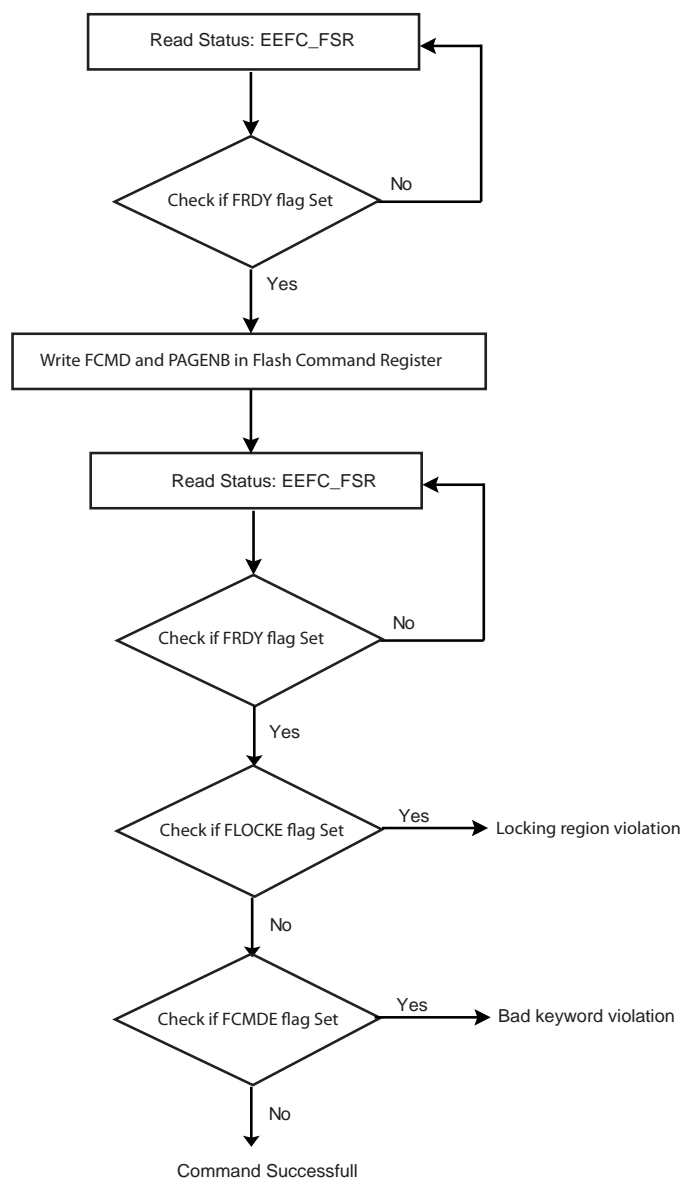 Read Status: EEFC_FSR
Check if FRDY flag Set
No
Yes
Write FCMD and PAGENB in Flash Command Register
Read Status: EEFC_FSR
Check if FRDY flag Set
No
Yes
Check if FLOCKE flag Set
Yes
Locking region violation
No
Check if FCMDE flag Set
Yes
Bad keyword violation
No
Command Successfull